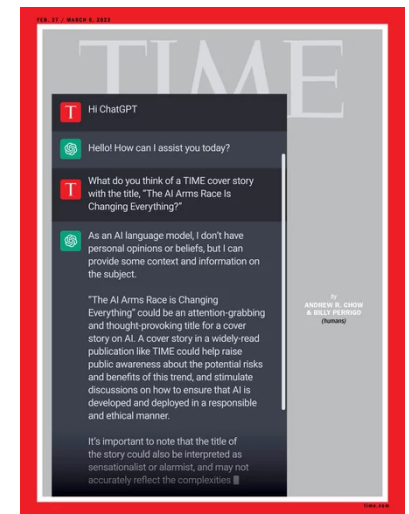 FEB. 27 / MARCH 6, 2023
TIME
T
Hi ChatGPT
Hello! How can I assist you today?
T
What do you think of a TIME cover story
with the title, “The AI Arms Race Is
Changing Everything?”
As an AI language model, I don’t have
personal opinions or beliefs, but I can
provide some context and information on
the subject.
“The AI Arms Race is Changing
Everything” could be an attention-grabbing
and thought-provoking title for a cover
story on AI. A cover story in a widely-read
publication like TIME could help raise
public awareness about the potential risks
and benefits of this trend, and stimulate
discussions on how to ensure that AI is
developed and deployed in a responsible
and ethical manner.
It’s important to note that the title of
the story could also be interpreted as
sensationalist or alarmist, and may not
accurately reflect the complexities
by
ANDREW R. CHOW
& BILLY PERRIGO
(humans)
time.com